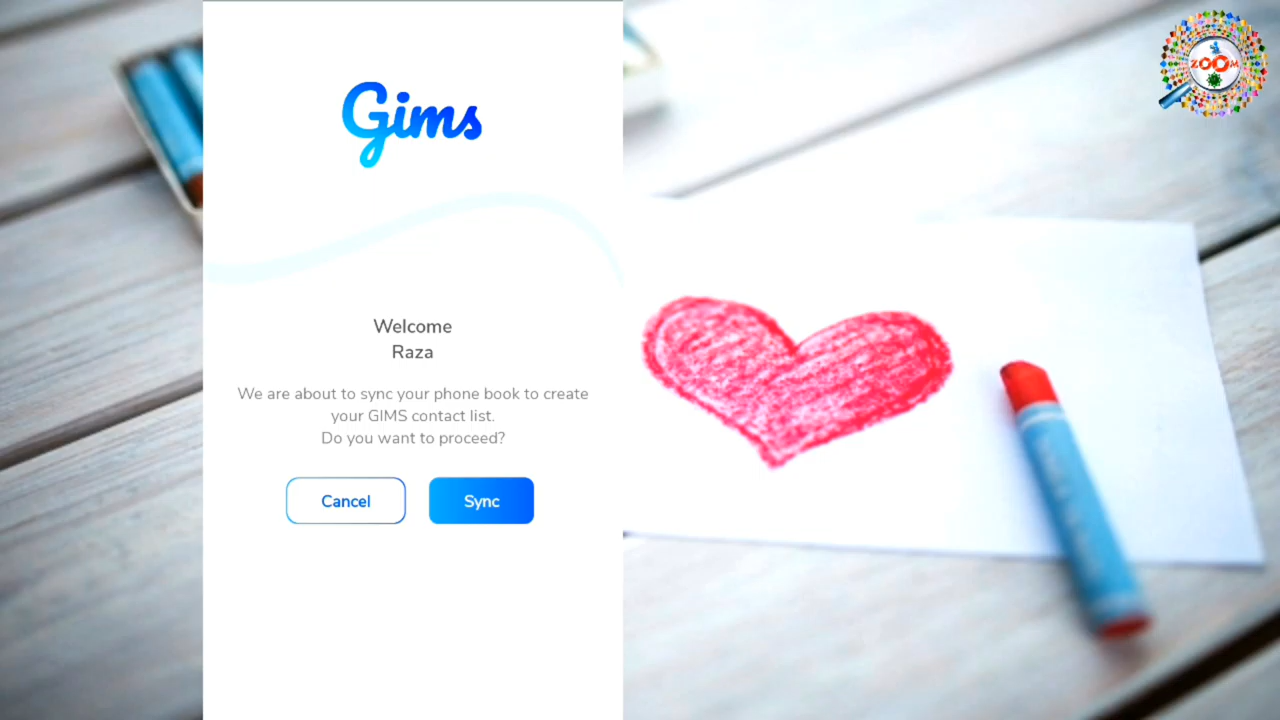 Gims
Welcome
Raza
We are about to sync your phone book to create
your GIMS contact list.
Do you want to proceed?
Cancel
Sync
ZOOM